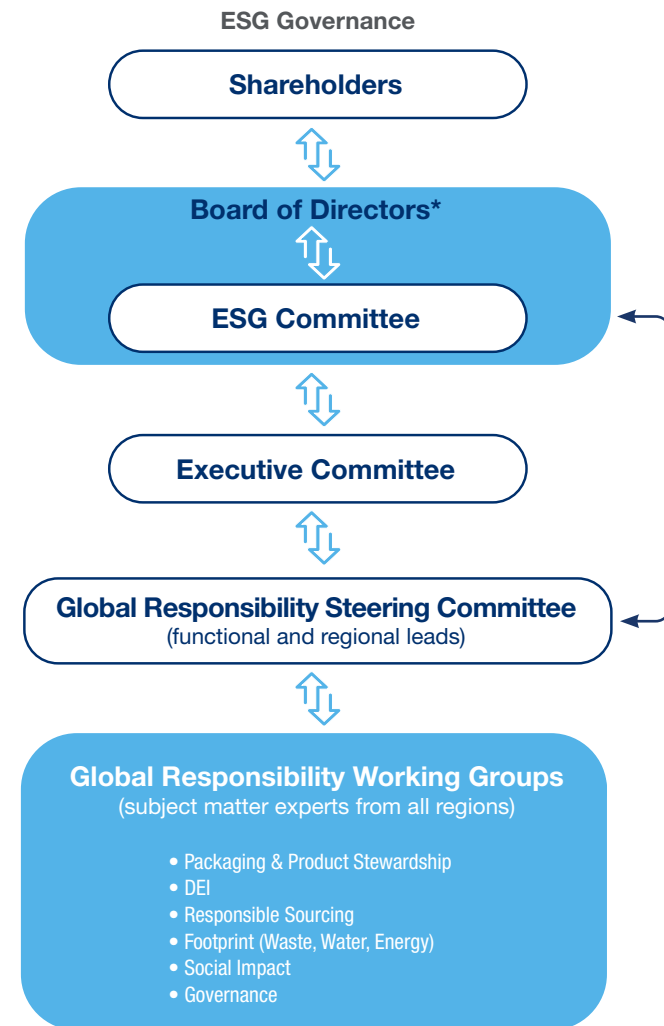 ESG Governance
Shareholders
Board of Directors*
ESG Committee
Executive Committee
Global Responsibility Steering Committee
(functional and regional leads)
Global Responsibility Working Groups
(subject matter experts from all regions)
• Packaging & Product Stewardship
• DEI
• Responsible Sourcing
• Footprint (Waste, Water, Energy)
• Social Impact
• Governance